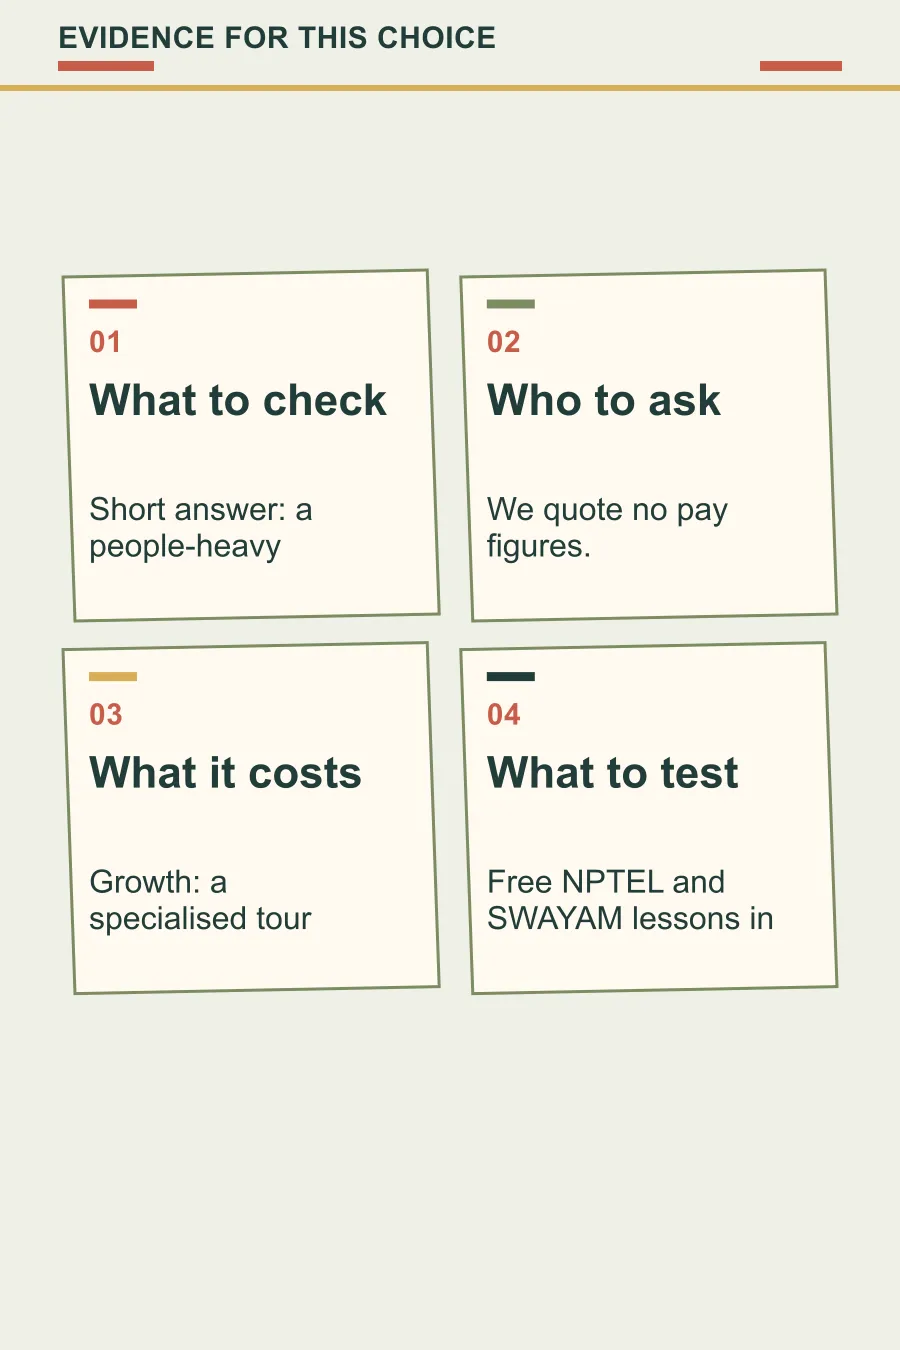 EVIDENCE FOR THIS CHOICE
01
What to check
Short answer: a
people-heavy
02
Who to ask
We quote no pay
figures.
03
What it costs
Growth: a
specialised tour
04
What to test
Free NPTEL and
SWAYAM lessons in